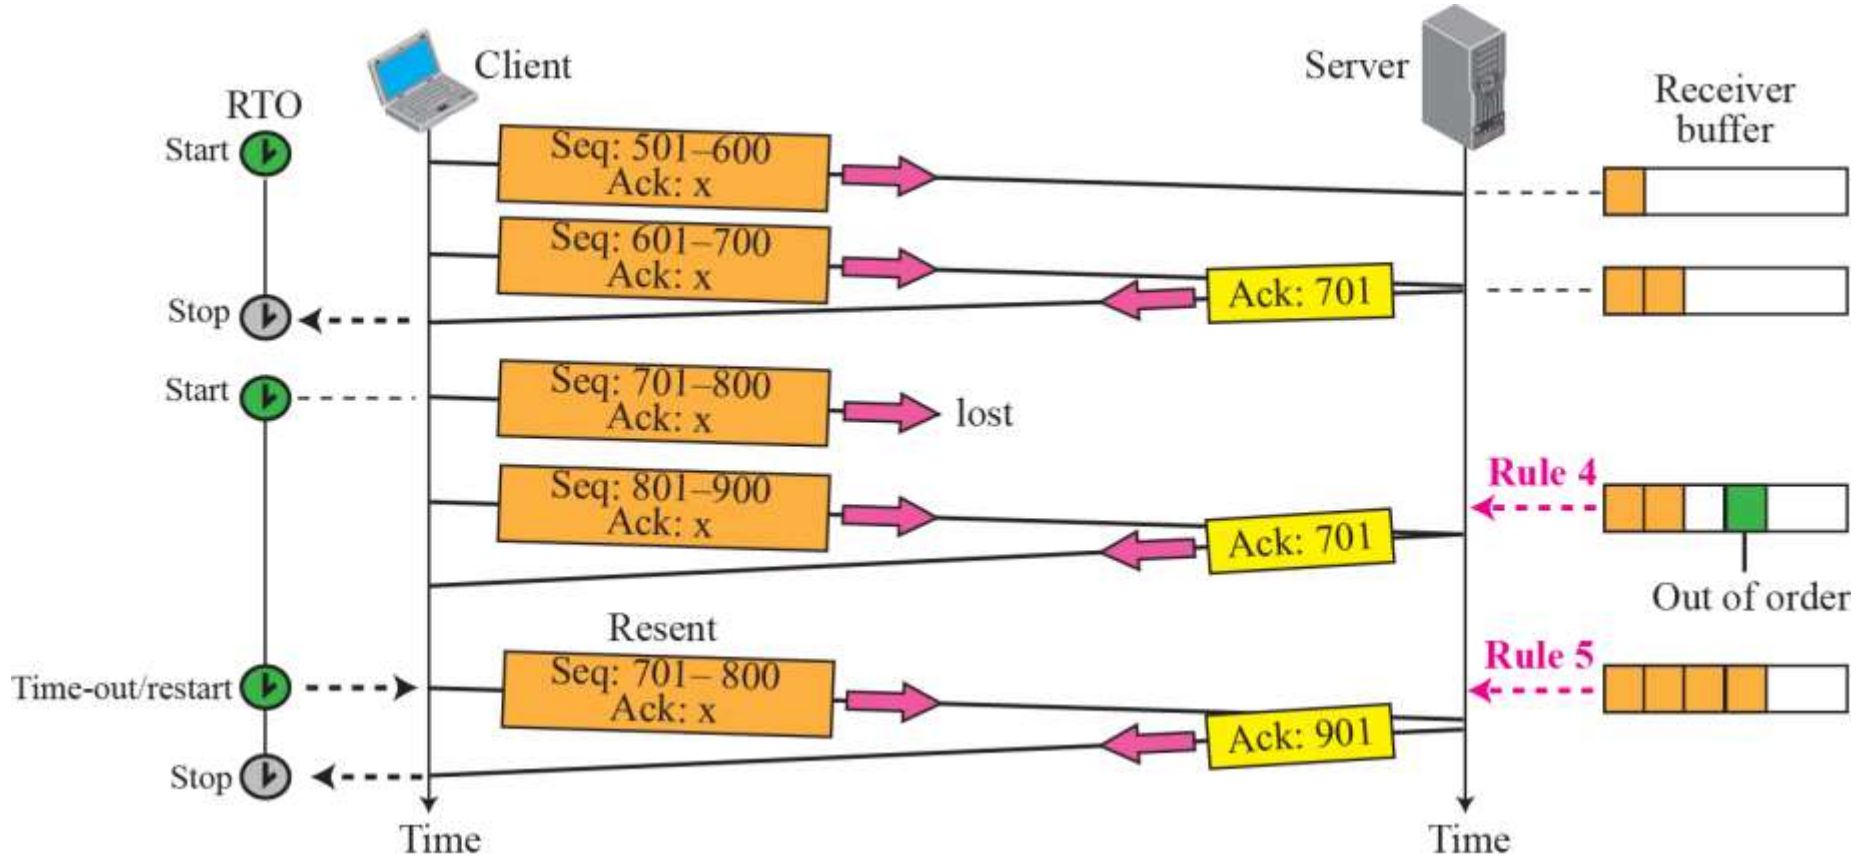 Client
Server
RTO
Receiver
buffer
Start
Seq: 501–600
Ack: x
Seq: 601–700
Ack: x
Ack: 701
Stop
Start
Seq: 701–800
Ack: x
lost
Rule 4
Seq: 801–900
Ack: x
Ack: 701
Out of order
Resent
Rule 5
Time-out/restart
Seq: 701– 800
Ack: x
Ack: 901
Stop
Time
Time